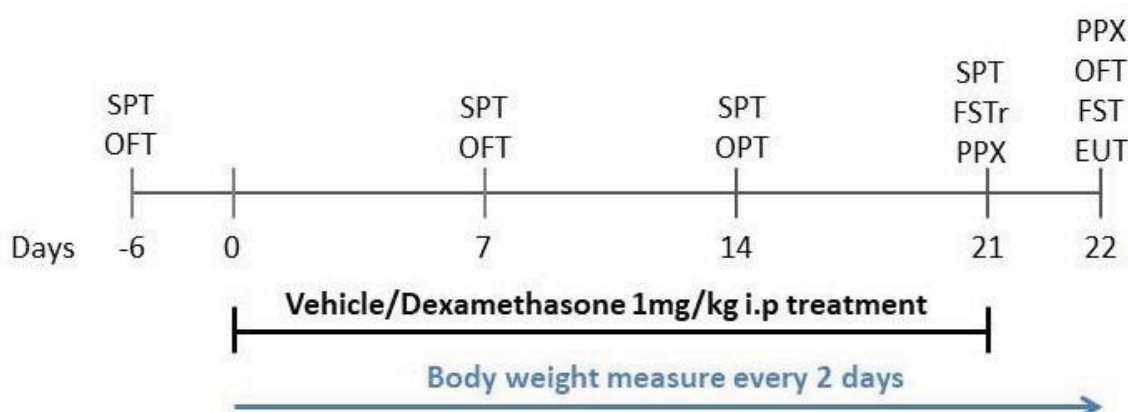 SPT
OFT
SPT
OFT
SPT
OPT
SPT
FSTr
PPX
PPX
OFT
FST
EUT
Days -6 0 7 14 21 22
Vehicle/Dexamethasone 1mg/kg i.p treatment
Body weight measure every 2 days